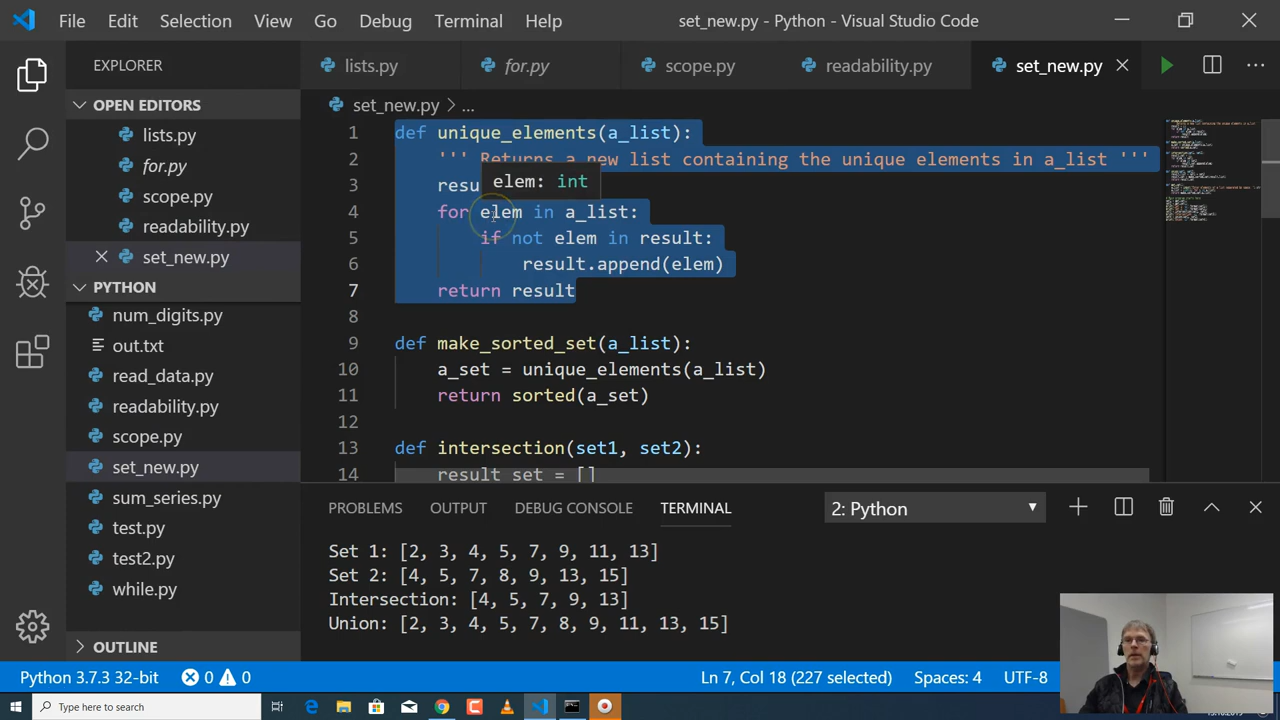 File Edit Selection View Go Debug Terminal Help set_new.py - Python - Visual Studio Code
EXPLORER
OPEN EDITORS
lists.py
for.py
scope.py
readability.py
set_new.py
PYTHON
num_digits.py
out.txt
read_data.py
readability.py
scope.py
set_new.py
sum_series.py
test.py
test2.py
while.py
OUTLINE
lists.py for.py scope.py readability.py set_new.py
set_new.py > ...
1 def unique_elements(a_list):
2 ''' Returns a new list containing the unique elements in a_list '''
elem: int
3 resu
4 for elem in a_list:
5 if not elem in result:
6 result.append(elem)
7 return result
8
9 def make_sorted_set(a_list):
10 a_set = unique_elements(a_list)
11 return sorted(a_set)
12
13 def intersection(set1, set2):
14 result set = []
PROBLEMS OUTPUT DEBUG CONSOLE TERMINAL 2: Python
Set 1: [2, 3, 4, 5, 7, 9, 11, 13]
Set 2: [4, 5, 7, 8, 9, 13, 15]
Intersection: [4, 5, 7, 9, 13]
Union: [2, 3, 4, 5, 7, 8, 9, 11, 13, 15]
Python 3.7.3 32-bit 0 0 Ln 7, Col 18 (227 selected) Spaces: 4 UTF-8
Type here to search